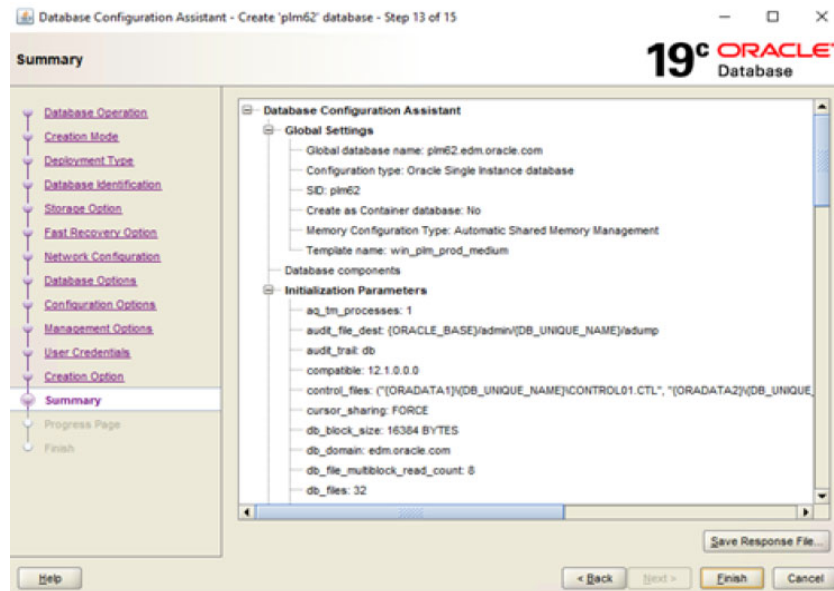 Database Configuration Assistant - Create 'plm62' database - Step 13 of 15
Summary
19c ORACLE
Database
Database Operation
Creation Mode
Deployment Type
Database Identification
Storage Option
Fast Recovery Option
Network Configuration
Database Options
Configuration Options
Management Options
User Credentials
Creation Option
Summary
Progress Page
Finish
Database Configuration Assistant
Global Settings
Global database name: plm62.edm.oracle.com
Configuration type: Oracle Single Instance database
SID: plm62
Create as Container database: No
Memory Configuration Type: Automatic Shared Memory Management
Template name: win_plm_prod_medium
Database components
Initialization Parameters
aq_tm_processes: 1
audit_file_dest: {ORACLE_BASE}/admin/{DB_UNIQUE_NAME}/adump
audit_trail: db
compatible: 12.1.0.0.0
control_files: ("{ORADATA1}\{DB_UNIQUE_NAME}\CONTROL01.CTL", "{ORADATA2}\{DB_UNIQUE_
cursor_sharing: FORCE
db_block_size: 16384 BYTES
db_domain: edm.oracle.com
db_file_multiblock_read_count: 8
db_files: 32
Save Response File...
Help
< Back
Next >
Finish
Cancel